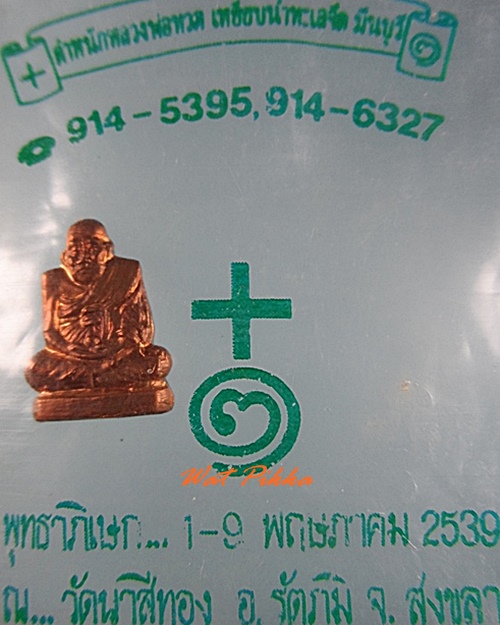 สำนักหลวงพ่อทวด เหยียบน้ำทะเลจืด มีนบุรี
914-5395, 914-6327
Wat Pikka
พุทธาภิเษก... 1-9 พฤษภาคม 2539
ณ... วัดนาสีทอง อ. รัตภูมิ จ. สงขลา